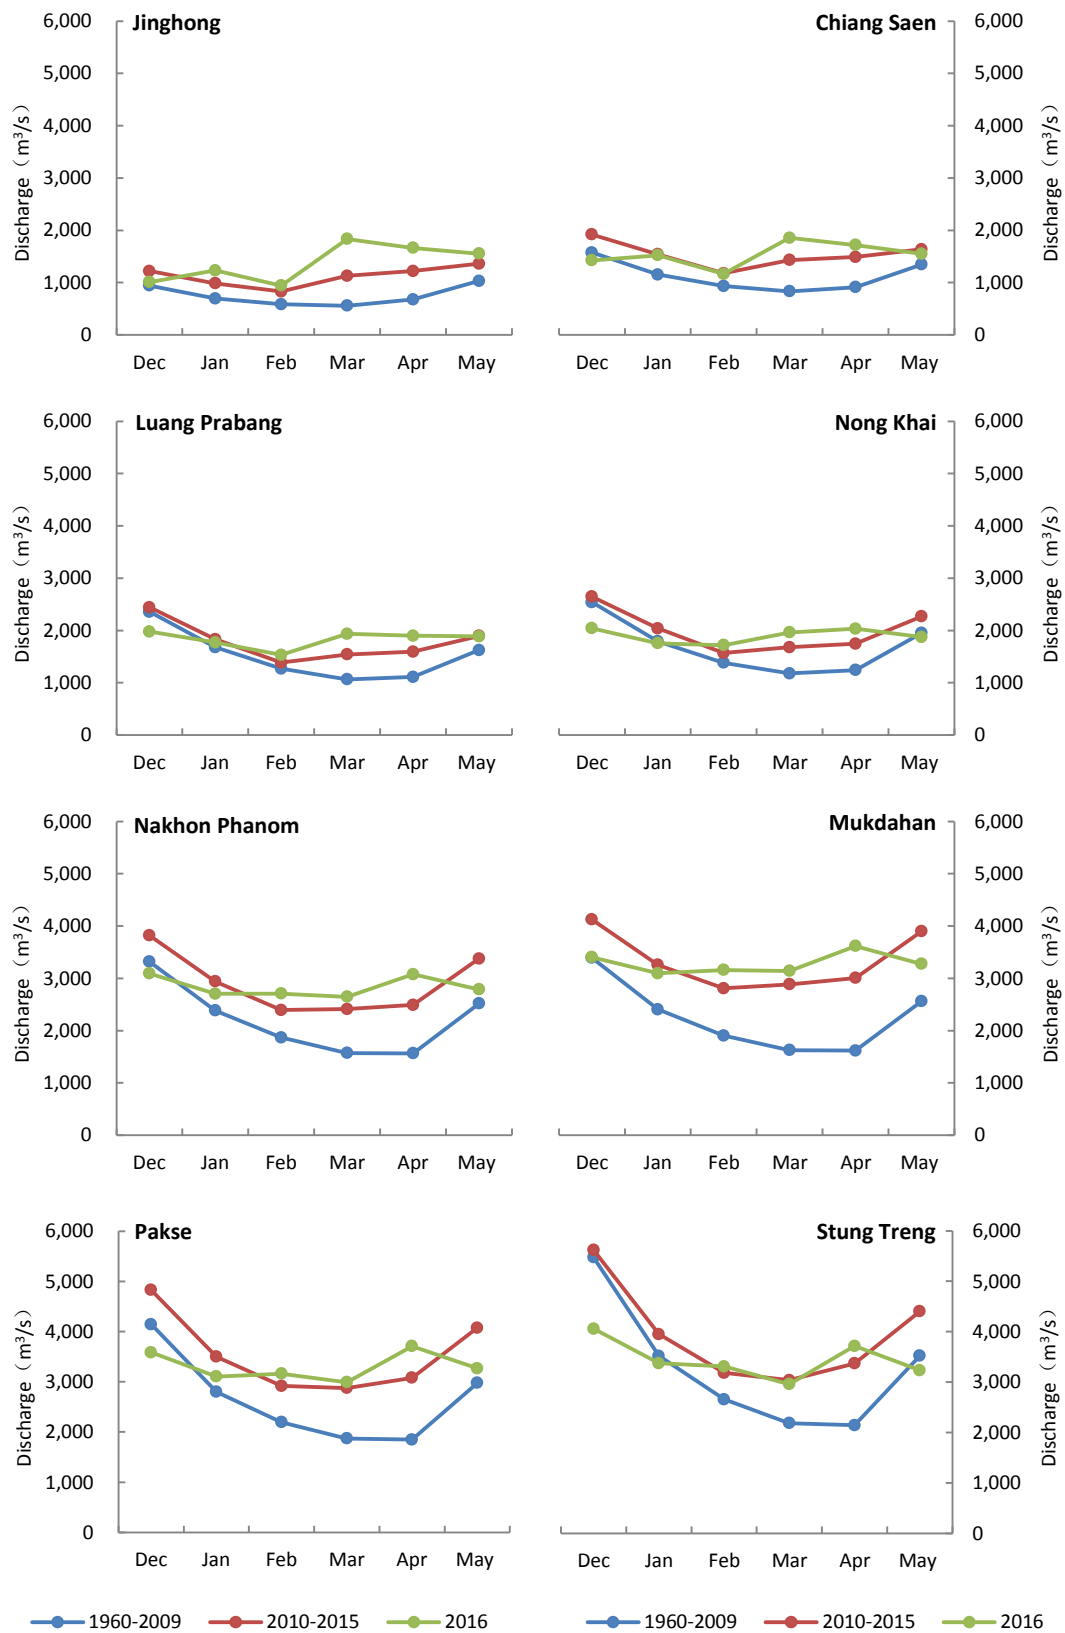 Jinghong
Discharge（m³/s）
6,000
5,000
4,000
3,000
2,000
1,000
0
Dec Jan Feb Mar Apr May
Chiang Saen
6,000
5,000
4,000
3,000
2,000
1,000
0
Discharge（m³/s）
Dec Jan Feb Mar Apr May
Luang Prabang
Discharge（m³/s）
6,000
5,000
4,000
3,000
2,000
1,000
0
Dec Jan Feb Mar Apr May
Nong Khai
6,000
5,000
4,000
3,000
2,000
1,000
0
Discharge（m³/s）
Dec Jan Feb Mar Apr May
Nakhon Phanom
Discharge（m³/s）
6,000
5,000
4,000
3,000
2,000
1,000
0
Dec Jan Feb Mar Apr May
Mukdahan
6,000
5,000
4,000
3,000
2,000
1,000
0
Discharge（m³/s）
Dec Jan Feb Mar Apr May
Pakse
Discharge（m³/s）
6,000
5,000
4,000
3,000
2,000
1,000
0
Dec Jan Feb Mar Apr May
Stung Treng
6,000
5,000
4,000
3,000
2,000
1,000
0
Discharge（m³/s）
Dec Jan Feb Mar Apr May
1960-2009 2010-2015 2016
1960-2009 2010-2015 2016